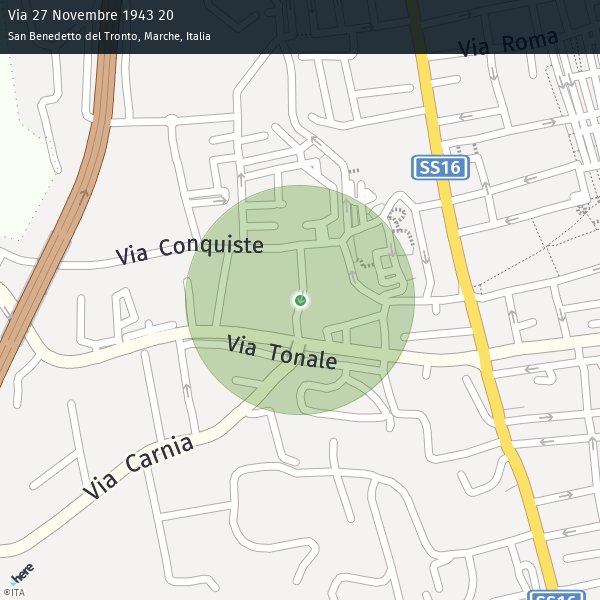 Via 27 Novembre 1943 20
San Benedetto del Tronto, Marche, Italia
Via Roma
SS16
Via Conquiste
Via Tonale
Via Carnia
here
©ITA
SS16